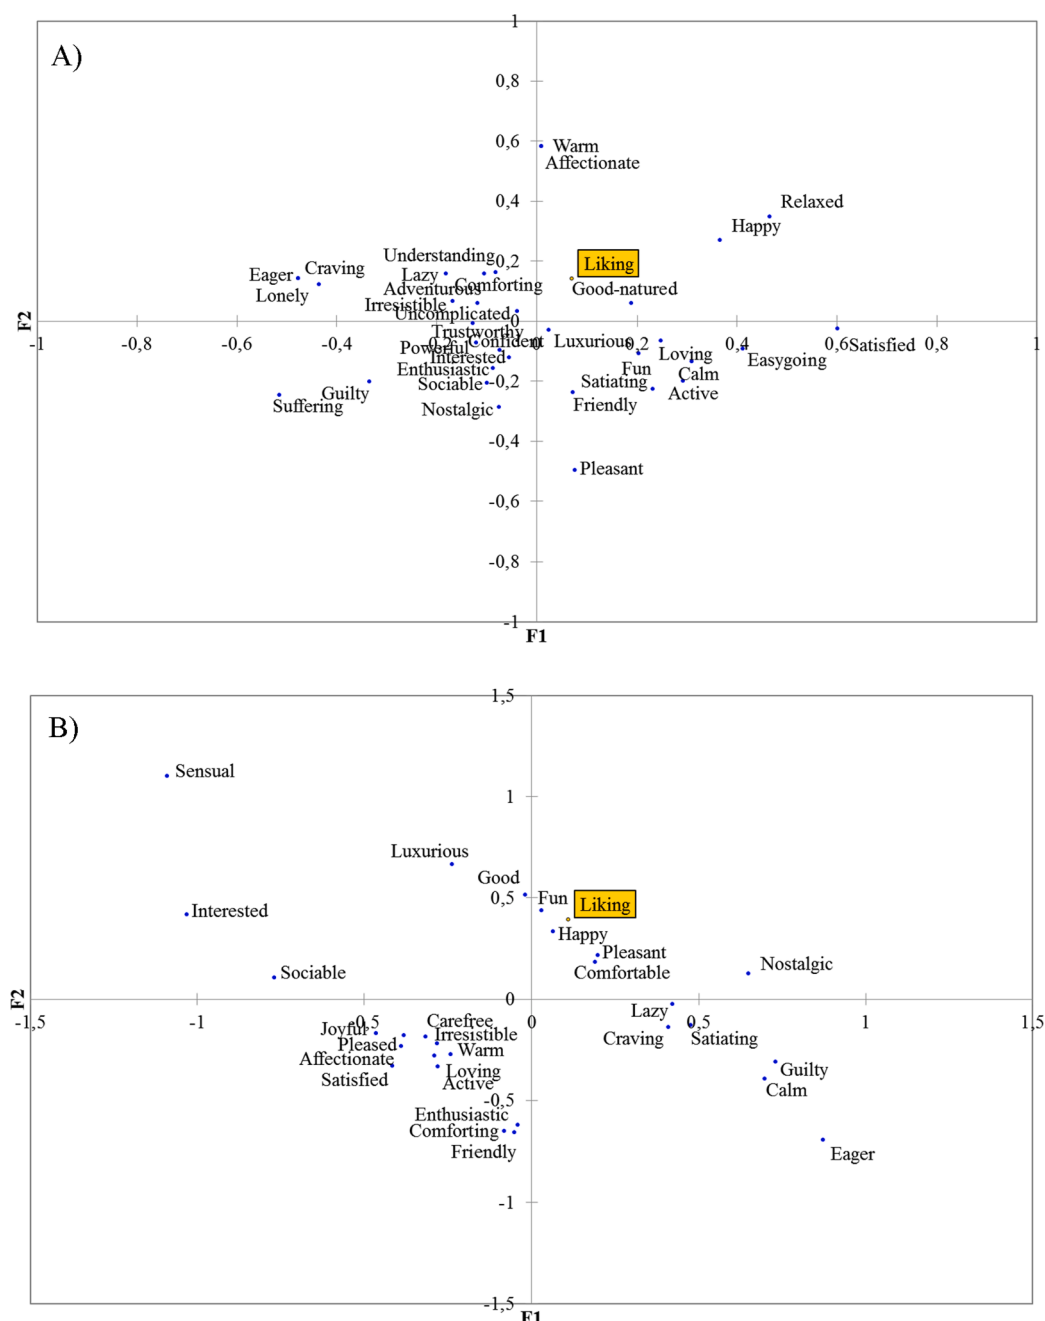 A)
1
0,8
0,6
Warm
Affectionate
0,4
Relaxed
Happy
Understanding
0,2
Liking
Eager
Craving
Lazy
Comforting
Lonely
Adventurous
Good-natured
Irresistible
Uncomplicated
F2
0
Trustworthy
-1
-0,8
-0,6
-0,4
-0,2
Confident
0
Luxurious
0,2
0,4
0,6
Satisfied
0,8
1
Powerful
Interested
Loving
Easygoing
Enthusiastic
Fun
Calm
Sociable
-0,2
Satiating
Active
Guilty
Suffering
Nostalgic
Friendly
-0,4
Pleasant
-0,6
-0,8
-1
F1
B)
1,5
Sensual
1
Luxurious
Good
0,5
Fun
Liking
Interested
Happy
Pleasant
Sociable
Comfortable
Nostalgic
F2
0
Lazy
-1,5
-1
-0,5
0
0,5
1
1,5
Joyful
Carefree
Irresistible
Craving
Satiating
Pleased
Warm
Affectionate
Loving
Guilty
Satisfied
Active
Calm
-0,5
Enthusiastic
Comforting
Friendly
Eager
-1
-1,5
F1